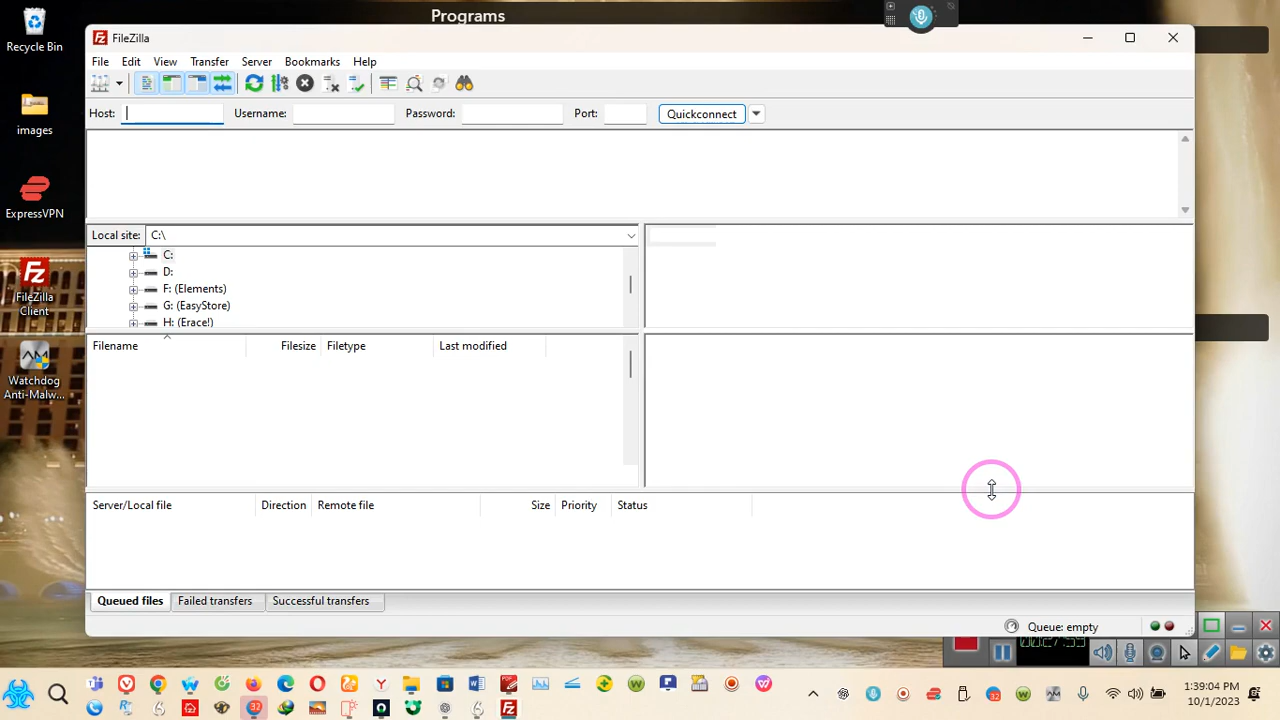 Programs
Recycle Bin
images
ExpressVPN
FileZilla
Client
Watchdog
Anti-Malw...
FileZilla
File Edit View Transfer Server Bookmarks Help
Host: Username: Password: Port: Quickconnect
Local site: C:\
C:
D:
F: (Elements)
G: (EasyStore)
H: (Erace!)
Filename Filesize Filetype Last modified
Server/Local file Direction Remote file Size Priority Status
Queued files Failed transfers Successful transfers
Queue: empty
1:39:04 PM
10/1/2023